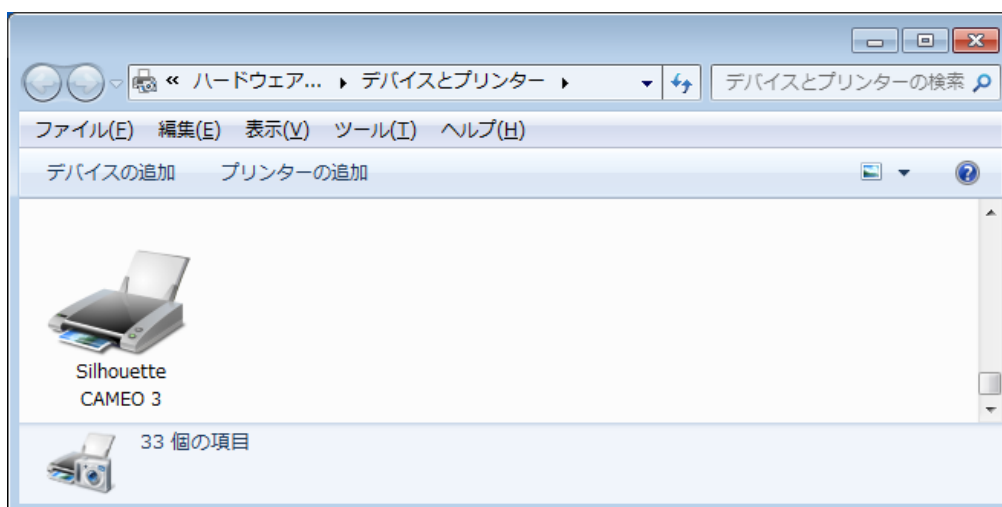 « ハードウェア... ▶ デバイスとプリンター ▶
デバイスとプリンターの検索
ファイル(F) 編集(E) 表示(V) ツール(T) ヘルプ(H)
デバイスの追加 プリンターの追加
Silhouette
CAMEO 3
33 個の項目